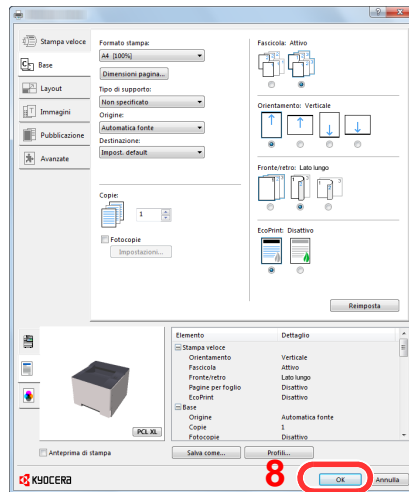 Stampa veloce
Base
Layout
Immagini
Pubblicazione
Avanzate
Formato stampa:
A4 [100%]
Dimensioni pagina...
Tipo di supporto:
Non specificato
Origine:
Automatica fonte
Destinazione:
Impost. default
Copie:
1
Fotocopie
Impostazioni...
Fascicola: Attivo
Orientamento: Verticale
Fronte/retro: Lato lungo
EcoPrint: Disattivo
Reimposta
Elemento Dettaglio
Stampa veloce
Orientamento Verticale
Fascicola Attivo
Fronte/retro Lato lungo
Pagine per foglio Disattivo
EcoPrint Disattivo
Base
Origine Automatica fonte
Copie 1
Fotocopie Disattivo
PCL XL
Anteprima di stampa
Salva come... Profili...
KYOCERA
8
OK
Annulla